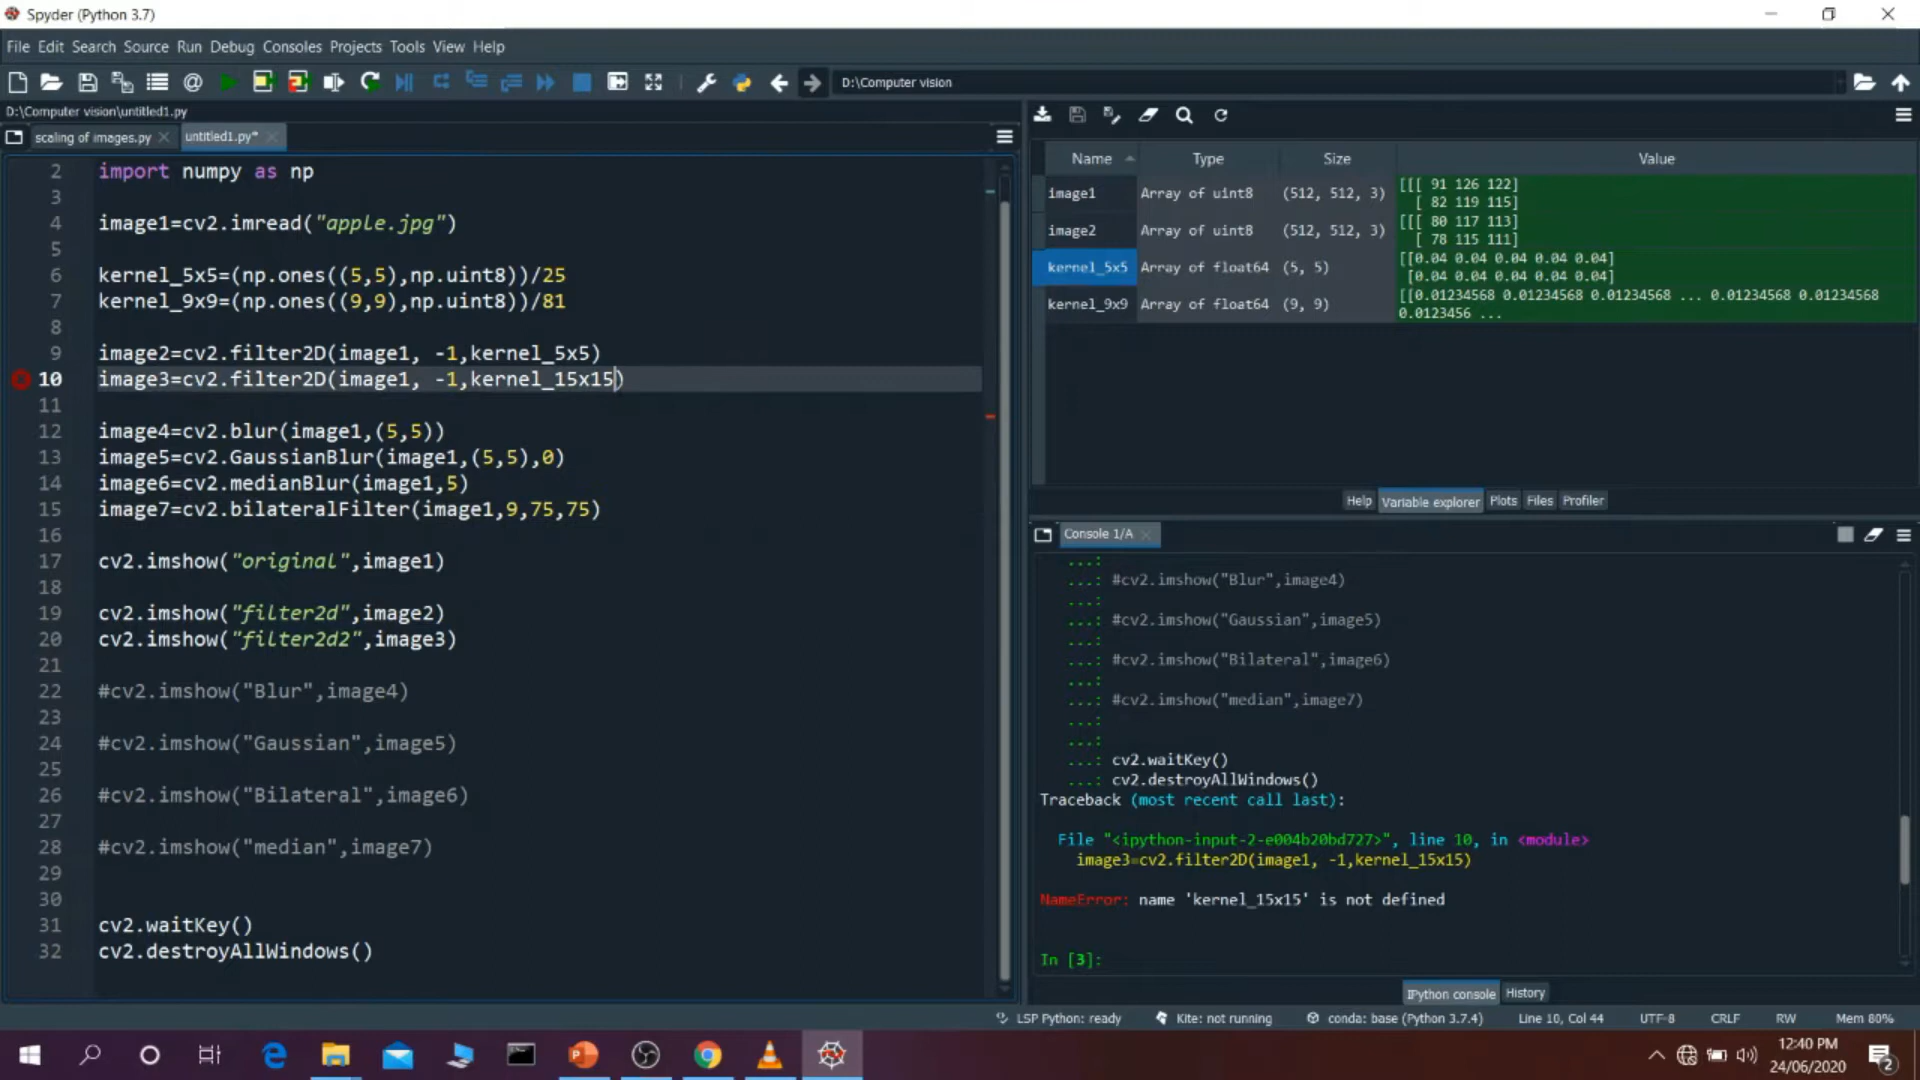 Spyder (Python 3.7)
File Edit Search Source Run Debug Consoles Projects Tools View Help
D:\Computer vision
D:\Computer vision\untitled1.py
scaling of images.py
untitled1.py*
2 import numpy as np
3
4 image1=cv2.imread("apple.jpg")
5
6 kernel_5x5=(np.ones((5,5),np.uint8))/25
7 kernel_9x9=(np.ones((9,9),np.uint8))/81
8
9 image2=cv2.filter2D(image1, -1,kernel_5x5)
10 image3=cv2.filter2D(image1, -1,kernel_15x15)
11
12 image4=cv2.blur(image1,(5,5))
13 image5=cv2.GaussianBlur(image1,(5,5),0)
14 image6=cv2.medianBlur(image1,5)
15 image7=cv2.bilateralFilter(image1,9,75,75)
16
17 cv2.imshow("original",image1)
18
19 cv2.imshow("filter2d",image2)
20 cv2.imshow("filter2d2",image3)
21
22 #cv2.imshow("Blur",image4)
23
24 #cv2.imshow("Gaussian",image5)
25
26 #cv2.imshow("Bilateral",image6)
27
28 #cv2.imshow("median",image7)
29
30
31 cv2.waitKey()
32 cv2.destroyAllWindows()
Name Type Size Value
image1 Array of uint8 (512, 512, 3) [[[ 91 126 122]
[ 82 119 115]
image2 Array of uint8 (512, 512, 3) [[[ 80 117 113]
[ 78 115 111]
kernel_5x5 Array of float64 (5, 5) [[0.04 0.04 0.04 0.04 0.04]
[0.04 0.04 0.04 0.04 0.04]
kernel_9x9 Array of float64 (9, 9) [[0.01234568 0.01234568 0.01234568 ... 0.01234568 0.01234568
0.0123456 ...
Help Variable explorer Plots Files Profiler
Console 1/A
...:
...: #cv2.imshow("Blur",image4)
...:
...: #cv2.imshow("Gaussian",image5)
...:
...: #cv2.imshow("Bilateral",image6)
...:
...: #cv2.imshow("median",image7)
...:
...:
...: cv2.waitKey()
...: cv2.destroyAllWindows()
Traceback (most recent call last):
File "<ipython-input-2-e004b20bd727>", line 10, in <module>
image3=cv2.filter2D(image1, -1,kernel_15x15)
NameError: name 'kernel_15x15' is not defined
In [3]:
IPython console History
LSP Python: ready Kite: not running conda: base (Python 3.7.4) Line 10, Col 44 UTF-8 CRLF RW Mem 80%
12:40 PM
24/06/2020
2